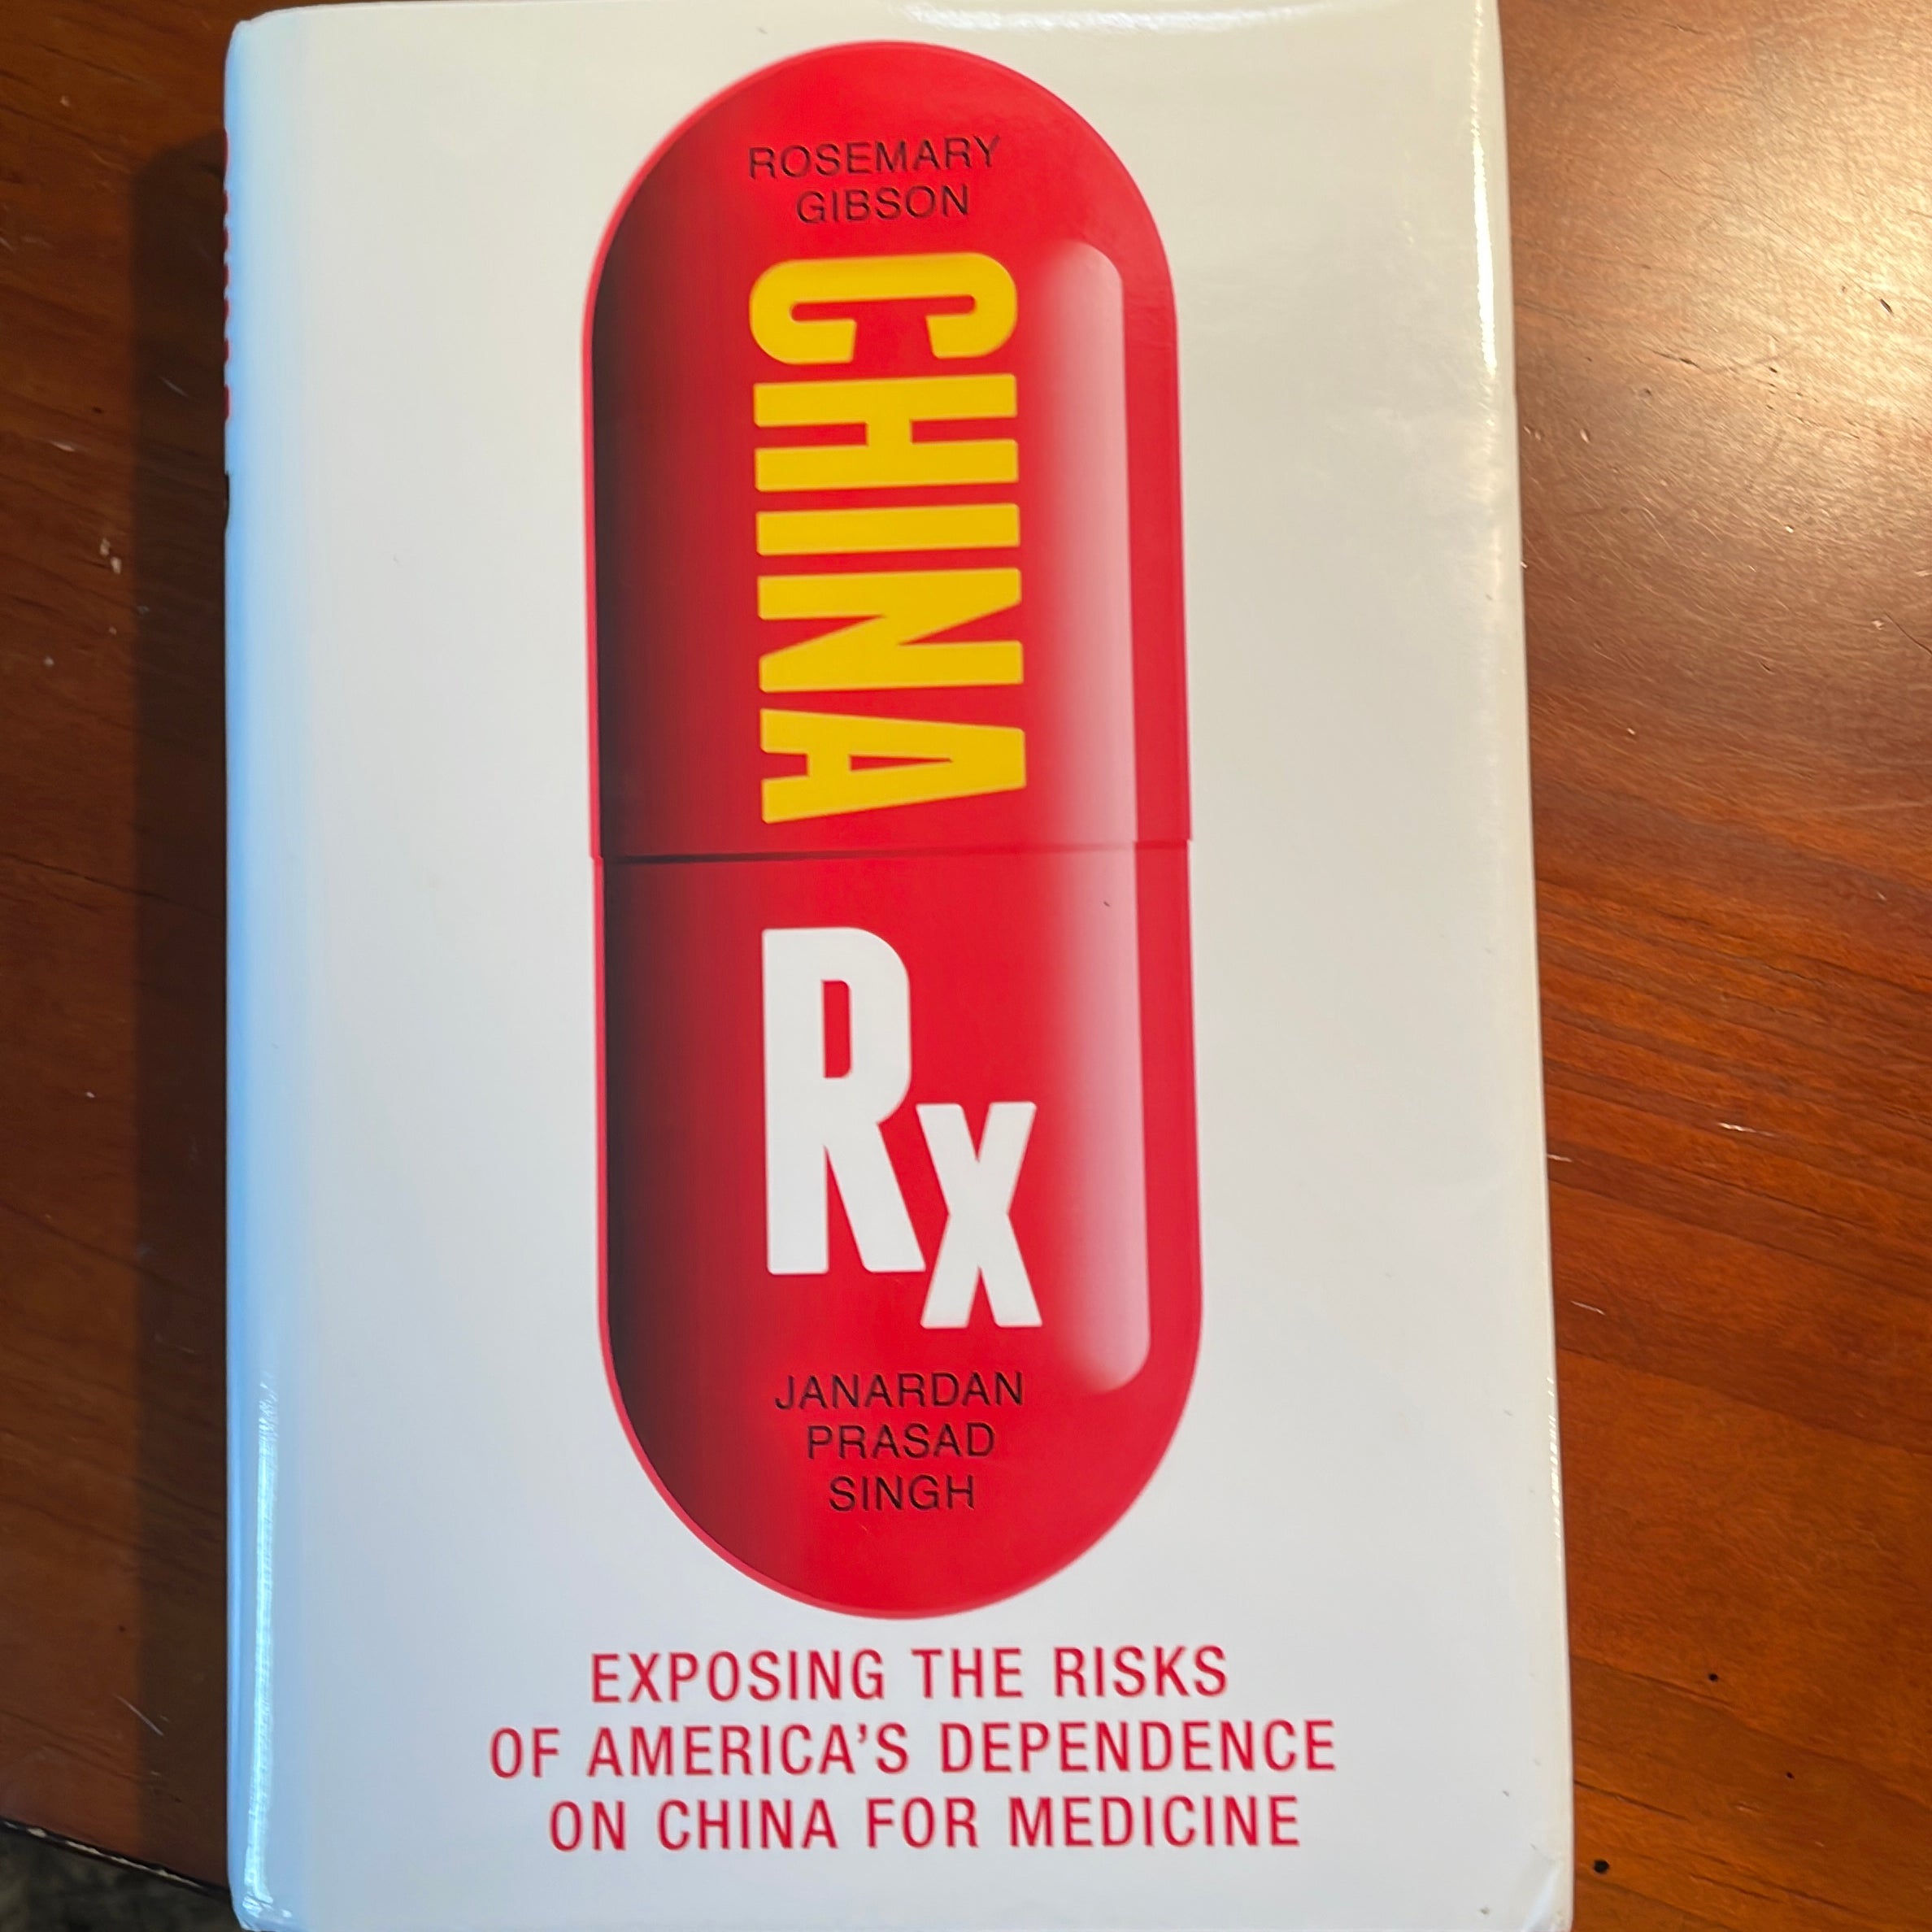 ROSEMARY
GIBSON
CHINA
Rx
JANARDAN
PRASAD
SINGH
EXPOSING THE RISKS
OF AMERICA'S DEPENDENCE
ON CHINA FOR MEDICINE